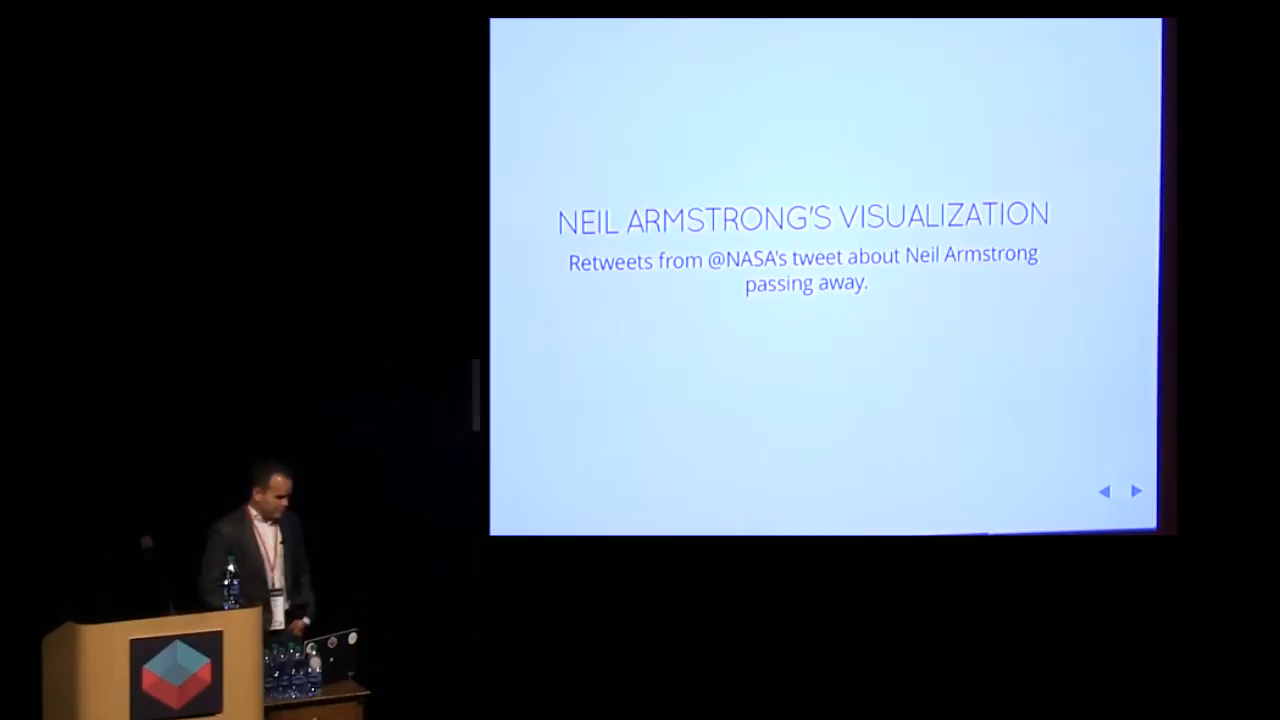 NEIL ARMSTRONG'S VISUALIZATION
Retweets from @NASA's tweet about Neil Armstrong
passing away.